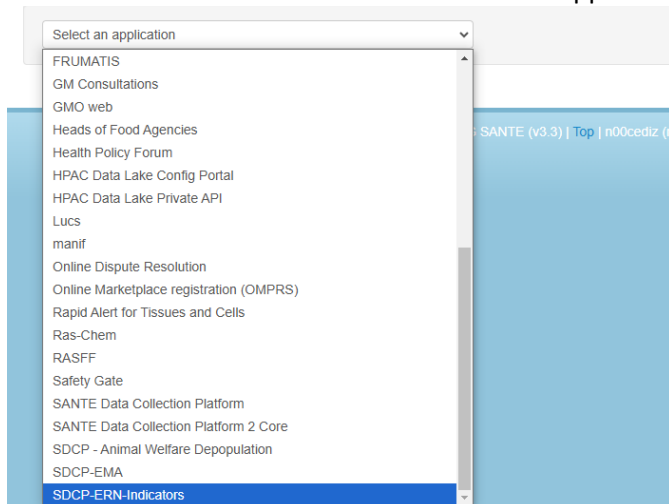 Select an application
FRUMATIS
GM Consultations
GMO web
Heads of Food Agencies
SANTE (v3.3) | Top | n00cediz (
Health Policy Forum
HPAC Data Lake Config Portal
HPAC Data Lake Private API
Lucs
manif
Online Dispute Resolution
Online Marketplace registration (OMPRS)
Rapid Alert for Tissues and Cells
Ras-Chem
RASFF
Safety Gate
SANTE Data Collection Platform
SANTE Data Collection Platform 2 Core
SDCP - Animal Welfare Depopulation
SDCP-EMA
SDCP-ERN-Indicators